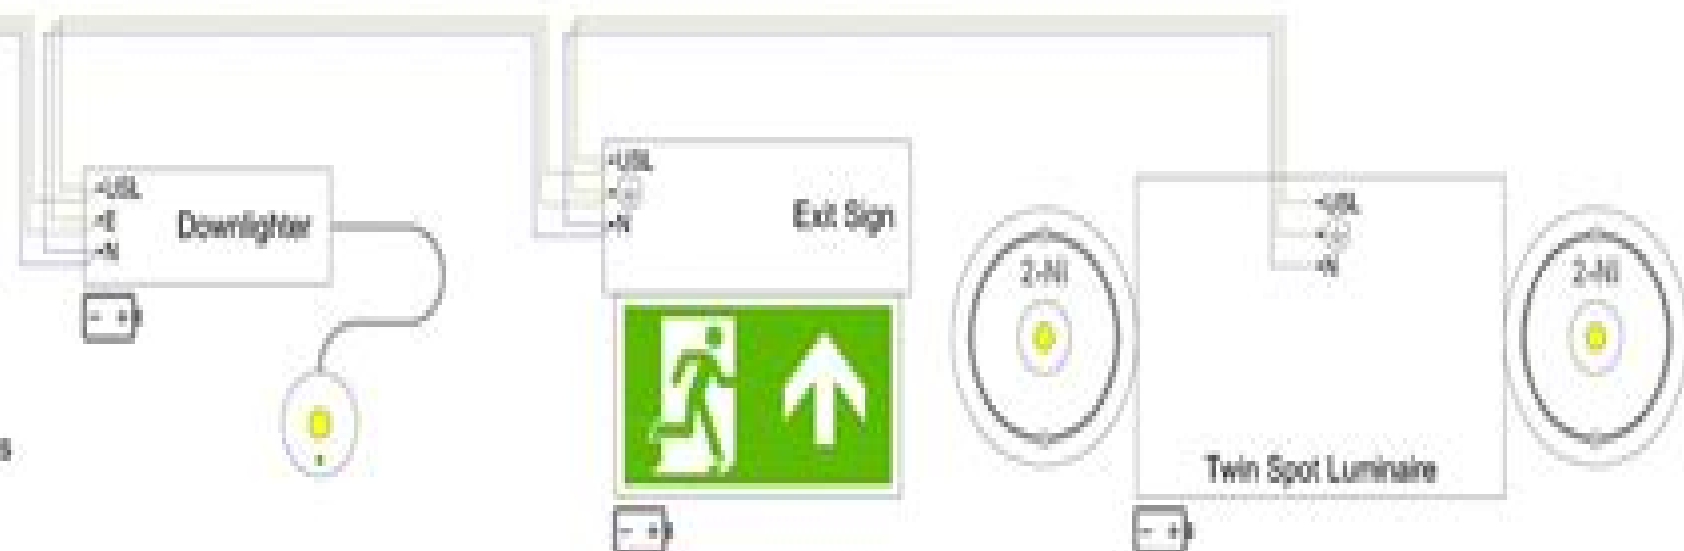 USL
E
N
Downlighter
USL
N
Exit Sign
USL
N
2-NI
2-NI
Twin Spot Luminaire